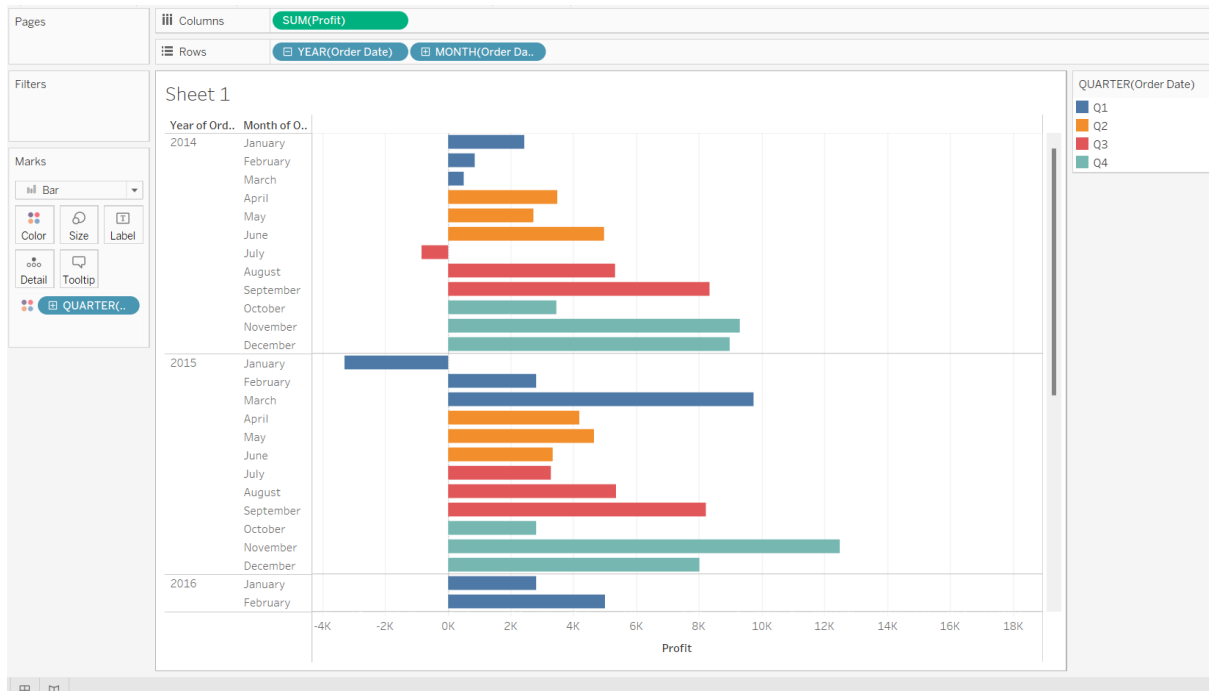 Pages
Columns
SUM(Profit)
Rows
YEAR(Order Date)
MONTH(Order Da..
Filters
Marks
Bar
Color
Size
Label
Detail
Tooltip
QUARTER(..
Sheet 1
Year of Ord.. Month of O..
2014 January
February
March
April
May
June
July
August
September
October
November
December
2015 January
February
March
April
May
June
July
August
September
October
November
December
2016 January
February
-4K -2K 0K 2K 4K 6K 8K 10K 12K 14K 16K 18K
Profit
QUARTER(Order Date)
Q1
Q2
Q3
Q4